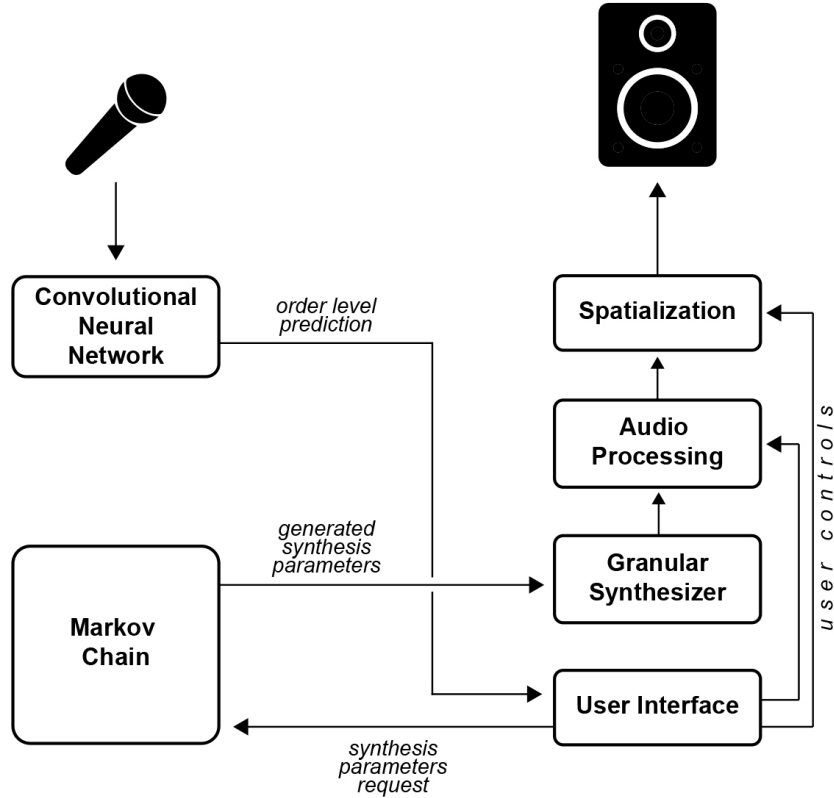 Convolutional
Neural
Network
order level
prediction
Spatialization
Audio
Processing
user controls
generated
synthesis
parameters
Granular
Synthesizer
Markov
Chain
User Interface
synthesis
parameters
request